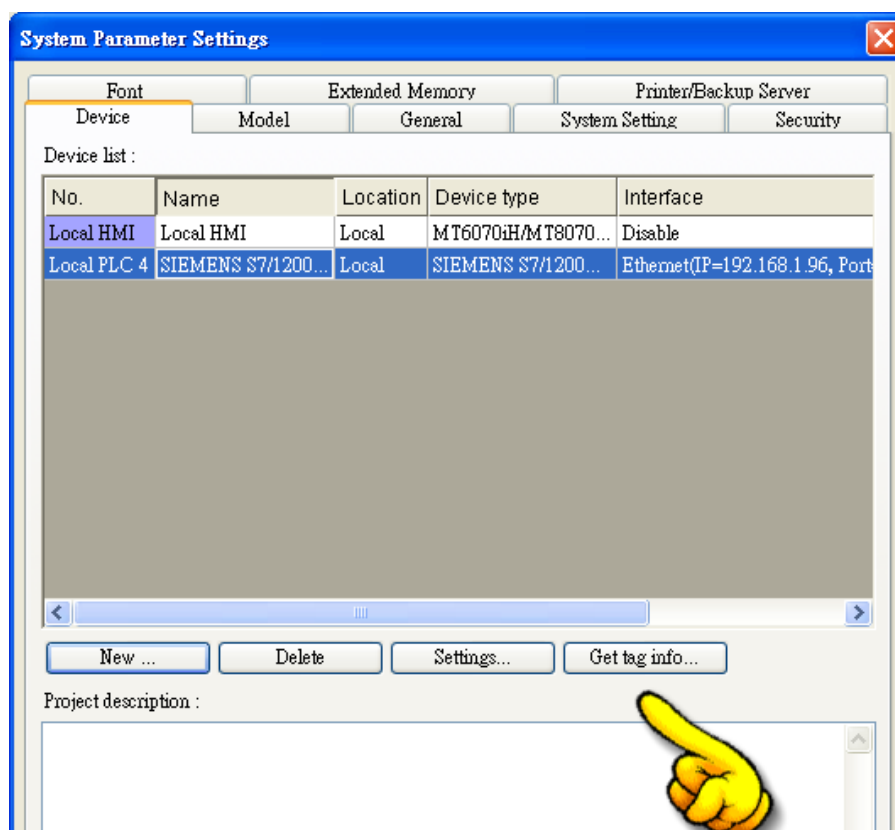 System Parameter Settings
Font Extended Memory Printer/Backup Server
Device Model General System Setting Security
Device list :
No. Name Location Device type Interface
Local HMI Local HMI Local MT6070iH/MT8070... Disable
Local PLC 4 SIEMENS S7/1200... Local SIEMENS S7/1200... Ethernet(IP=192.168.1.96, Port
New ... Delete Settings... Get tag info...
Project description :